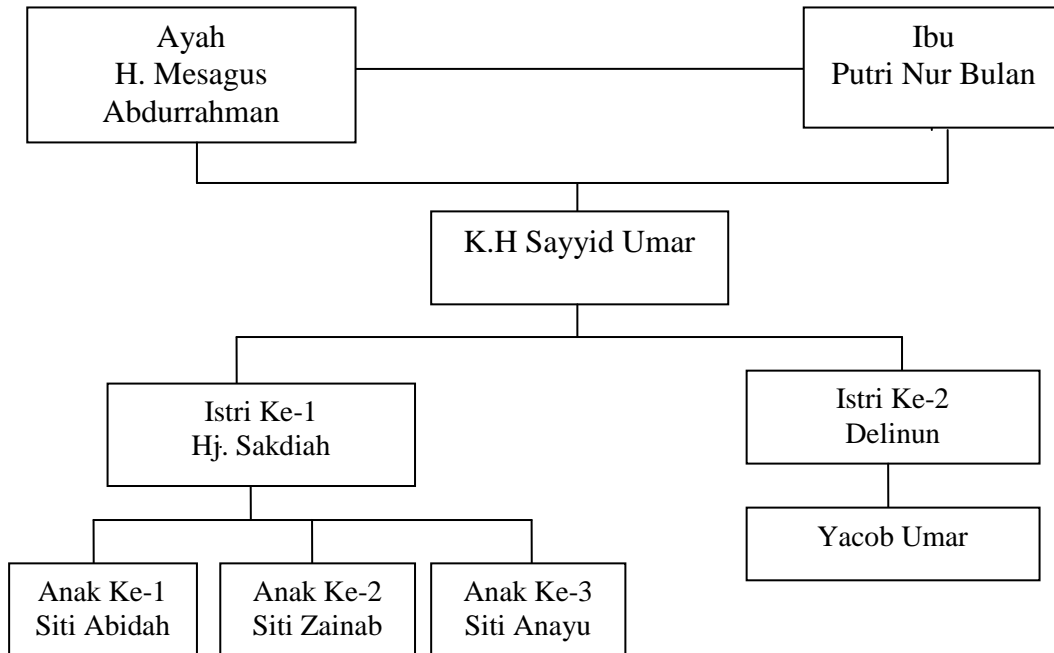 Ayah
H. Mesagus
Abdurrahman
Ibu
Putri Nur Bulan
K.H Sayyid Umar
Istri Ke-1
Hj. Sakdiah
Istri Ke-2
Delinun
Yacob Umar
Anak Ke-1
Siti Abidah
Anak Ke-2
Siti Zainab
Anak Ke-3
Siti Anayu